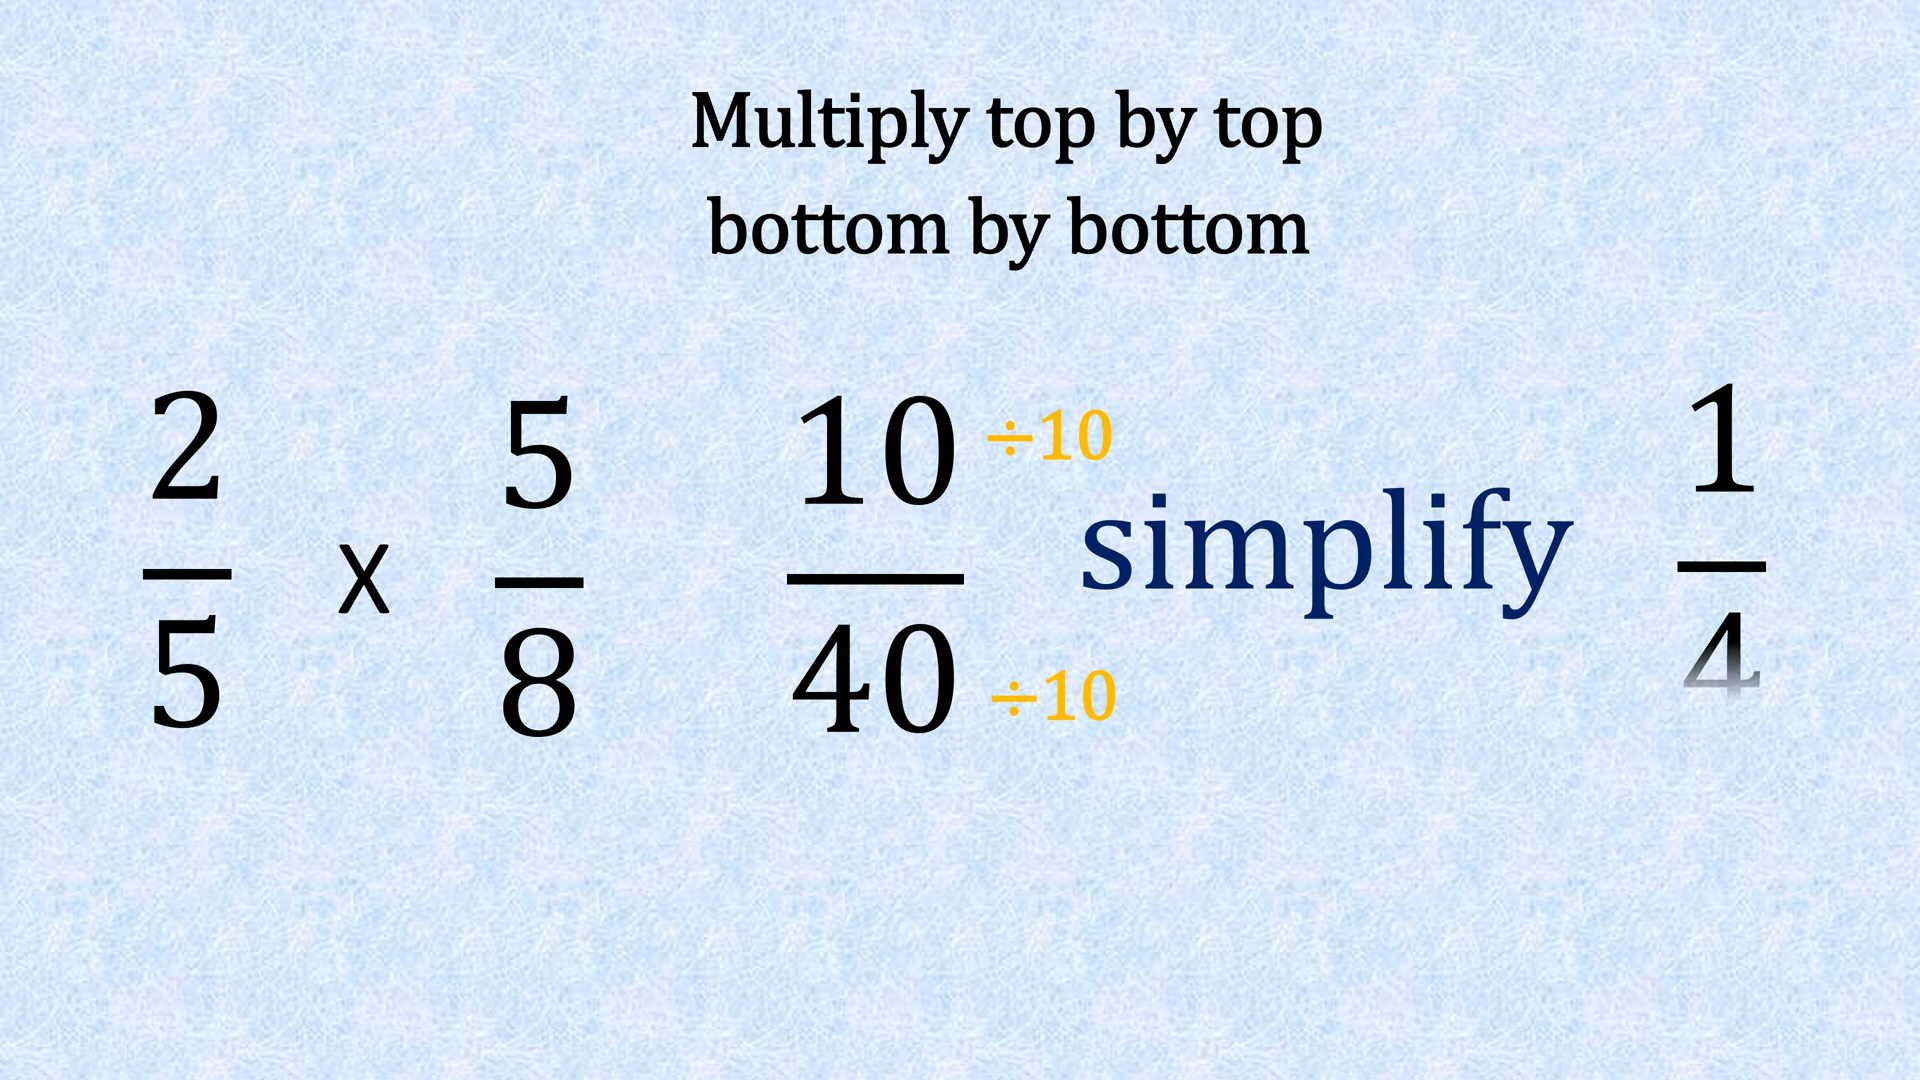 Multiply top by top
bottom by bottom
2/5 x 5/8 10/40 ÷10 ÷10 simplify 1/4